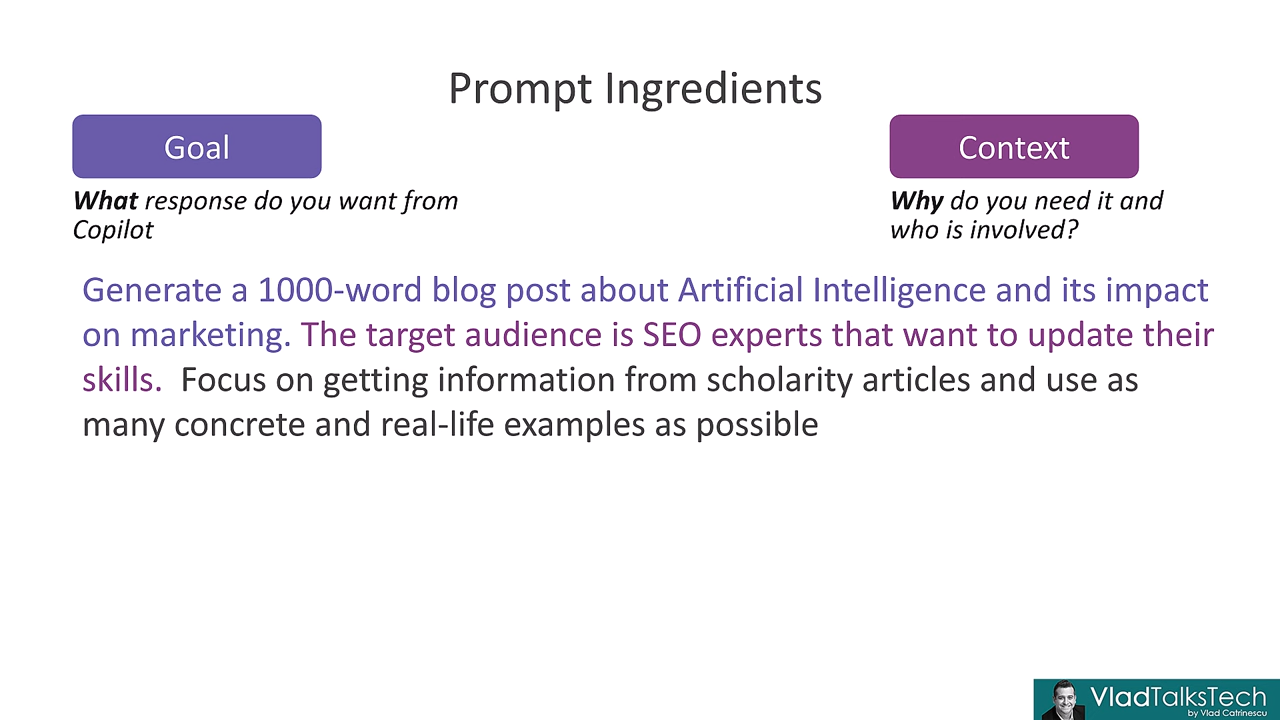 Prompt Ingredients
Goal
What response do you want from
Copilot
Context
Why do you need it and
who is involved?
Generate a 1000-word blog post about Artificial Intelligence and its impact
on marketing. The target audience is SEO experts that want to update their
skills.  Focus on getting information from scholarity articles and use as
many concrete and real-life examples as possible
VladTalksTech
by Vlad Catrinescu